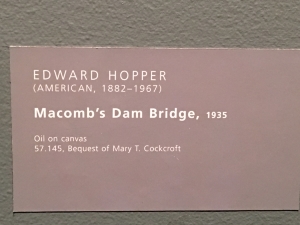 EDWARD HOPPER
(AMERICAN, 1882–1967)
Macomb's Dam Bridge, 1935
Oil on canvas
57.145, Bequest of Mary T. Cockcroft